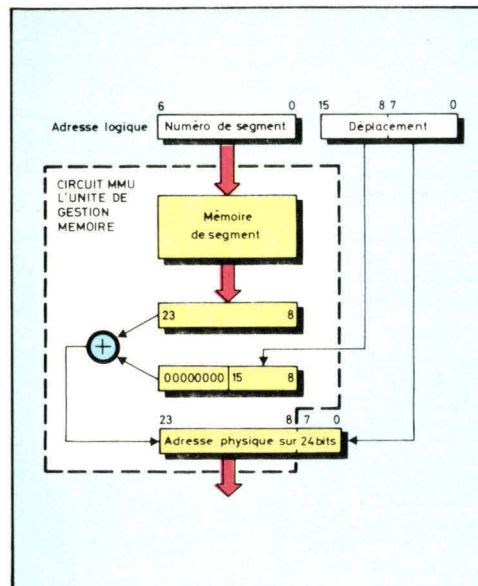 6 0 15 8 7 0
Adresse logique Numéro de segment Déplacement
CIRCUIT MMU
L'UNITE DE
GESTION
MEMOIRE
Mémoire
de segment
23 8
+
00000000 15 8
23 8 7 0
Adresse physique sur 24 bits